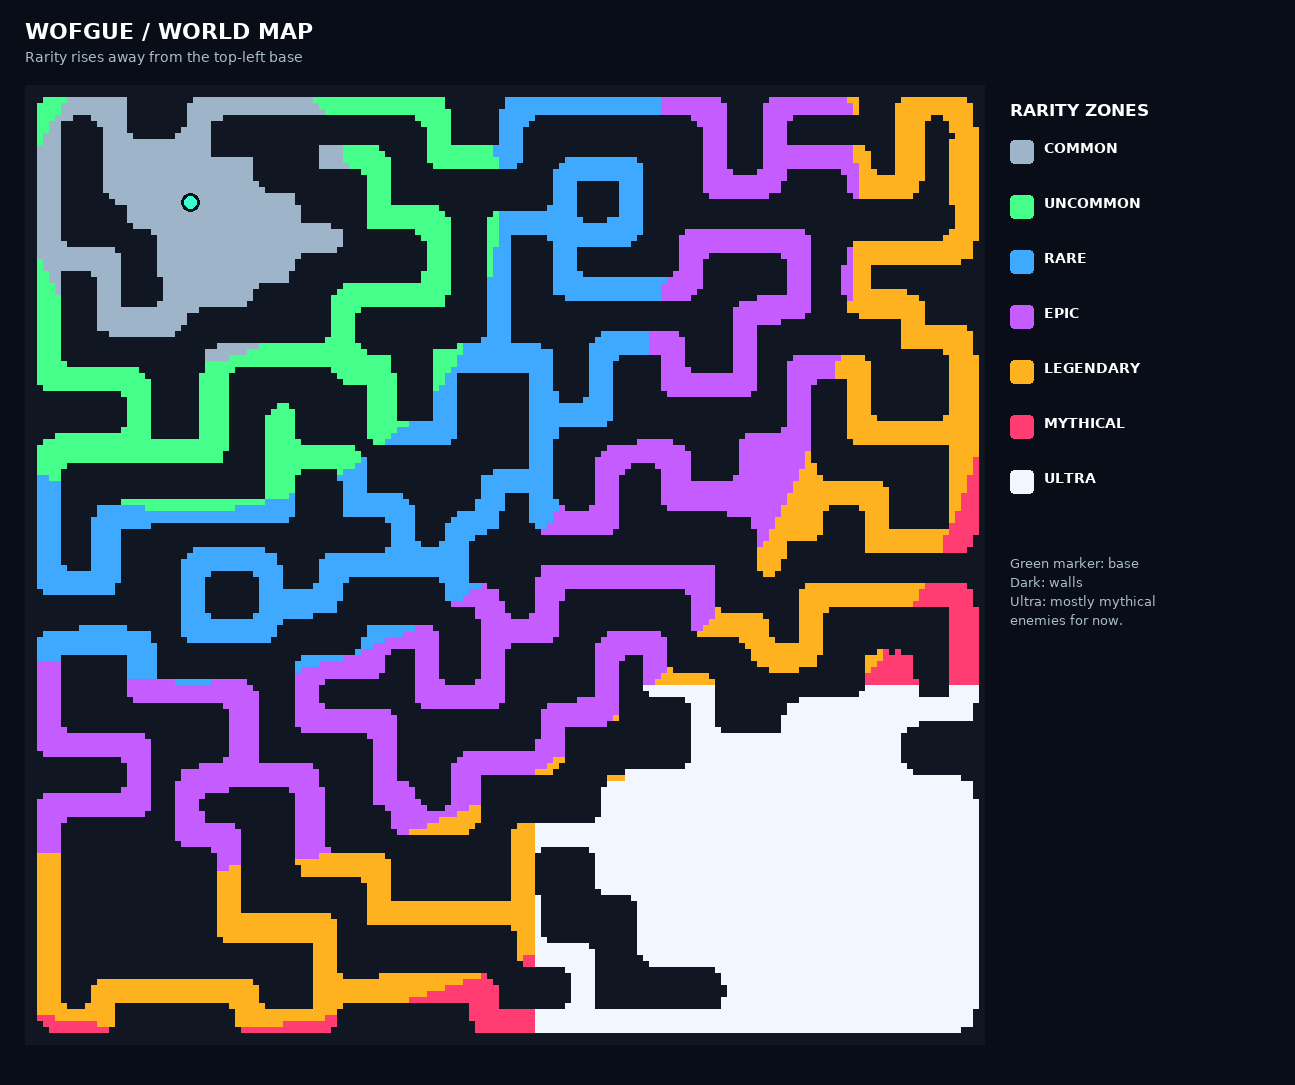 WOFGUE / WORLD MAP
Rarity rises away from the top-left base
RARITY ZONES
COMMON
UNCOMMON
RARE
EPIC
LEGENDARY
MYTHICAL
ULTRA
Green marker: base
Dark: walls
Ultra: mostly mythical
enemies for now.